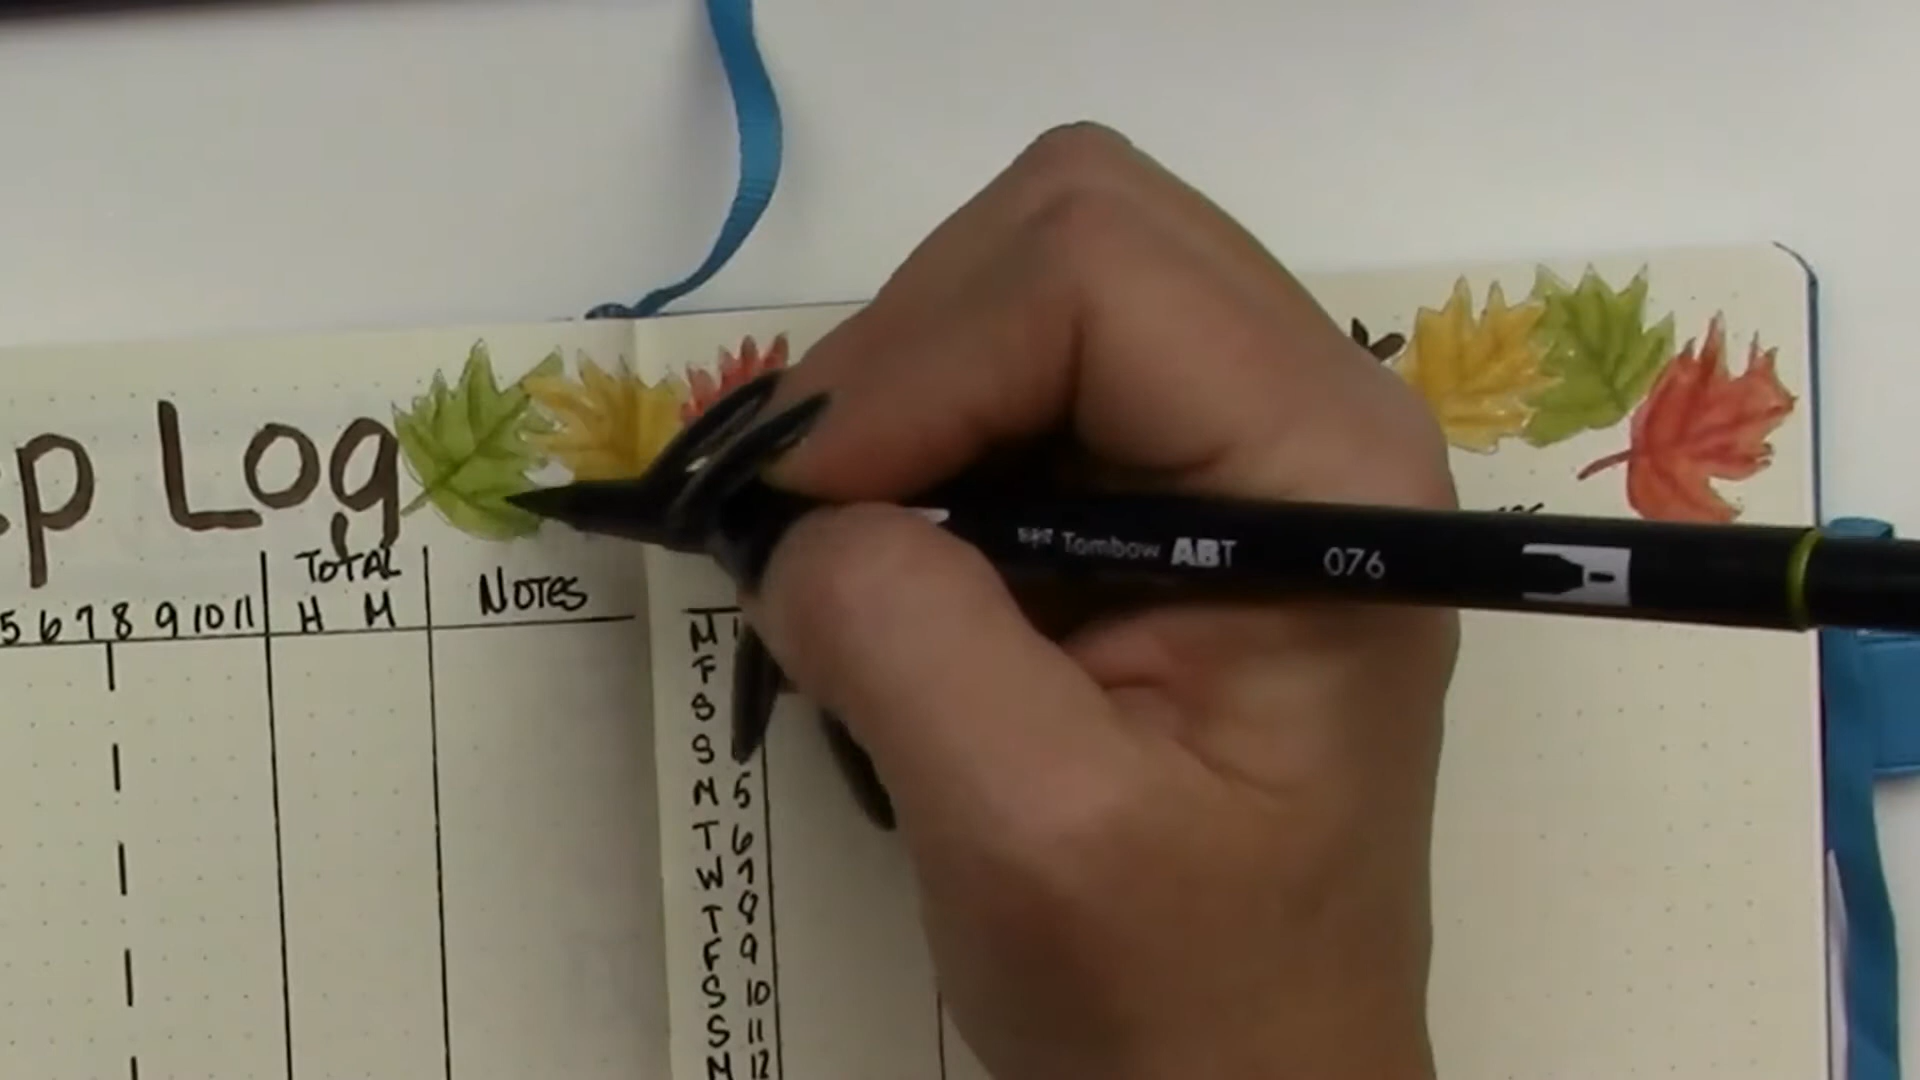 p Log
TOTAL
5 6 7 8 9 10 11 H M NOTES
Tombow ABT 076
M 1
F
S
S
M 5
T 6
W 7
T 8
F 9
S 10
S 11
M 12